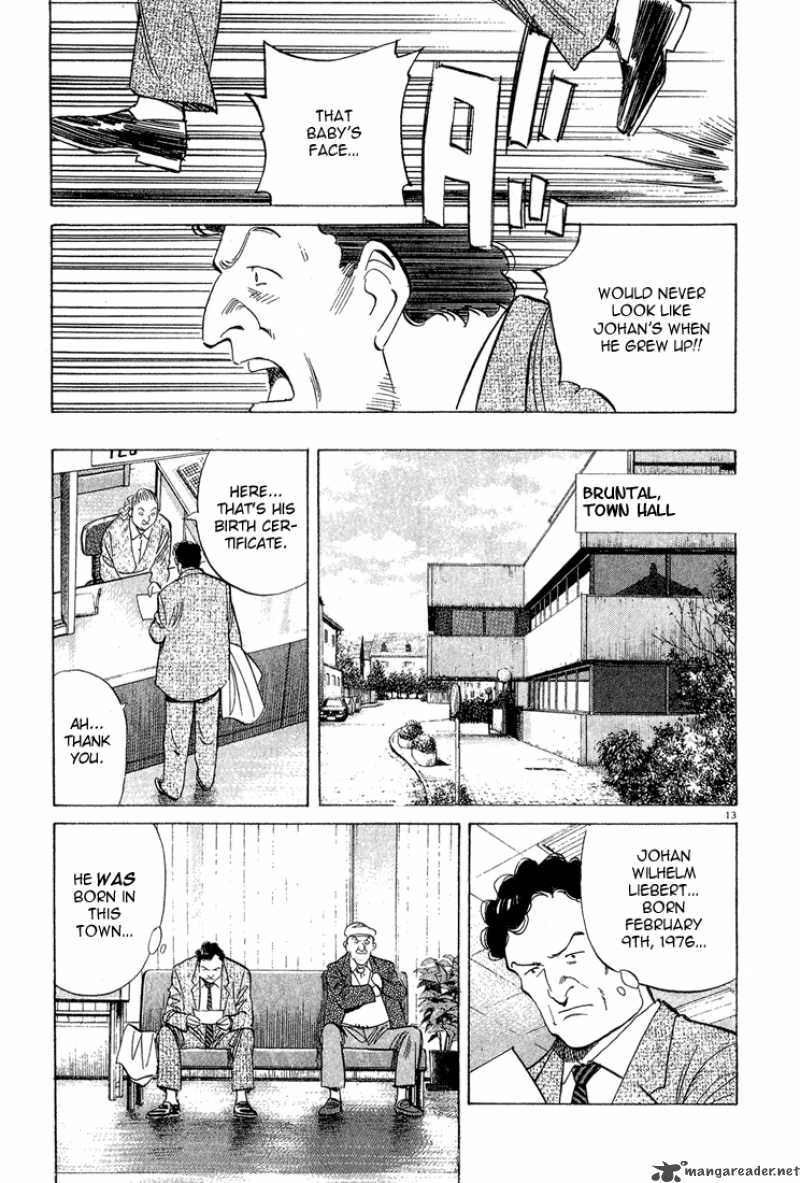 THAT
BABY'S
FACE...
WOULD NEVER
LOOK LIKE
JOHAN'S WHEN
HE GREW UP!!
BRUNTAL,
TOWN HALL
HERE...
THAT'S HIS
BIRTH CER-
TIFICATE.
AH...
THANK
YOU.
13
JOHAN
WILHELM
LIEBERT...
BORN
FEBRUARY
9TH, 1976...
HE WAS
BORN IN
THIS
TOWN...
mangareader.net